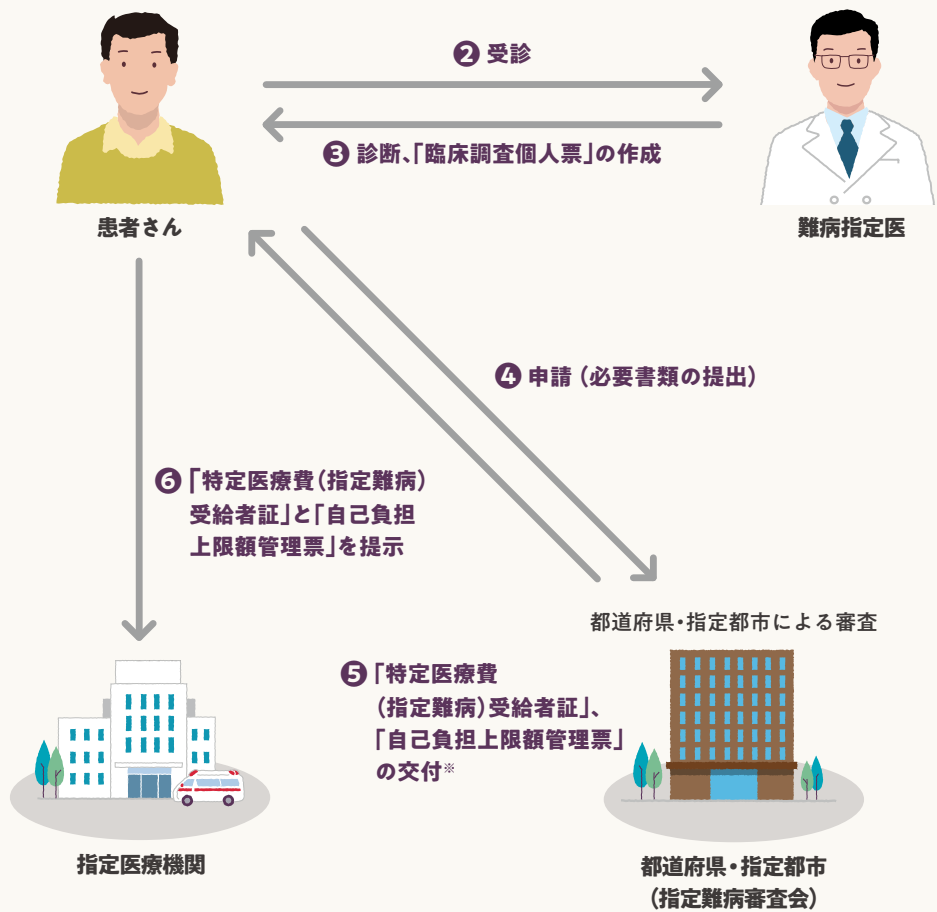 ❷ 受診
❸ 診断、「臨床調査個人票」の作成
患者さん
難病指定医
❹ 申請（必要書類の提出）
❻「特定医療費（指定難病）
受給者証」と「自己負担
上限額管理票」を提示
都道府県・指定都市による審査
❺「特定医療費
（指定難病）受給者証」、
「自己負担上限額管理票」
の交付※
指定医療機関
都道府県・指定都市
（指定難病審査会）